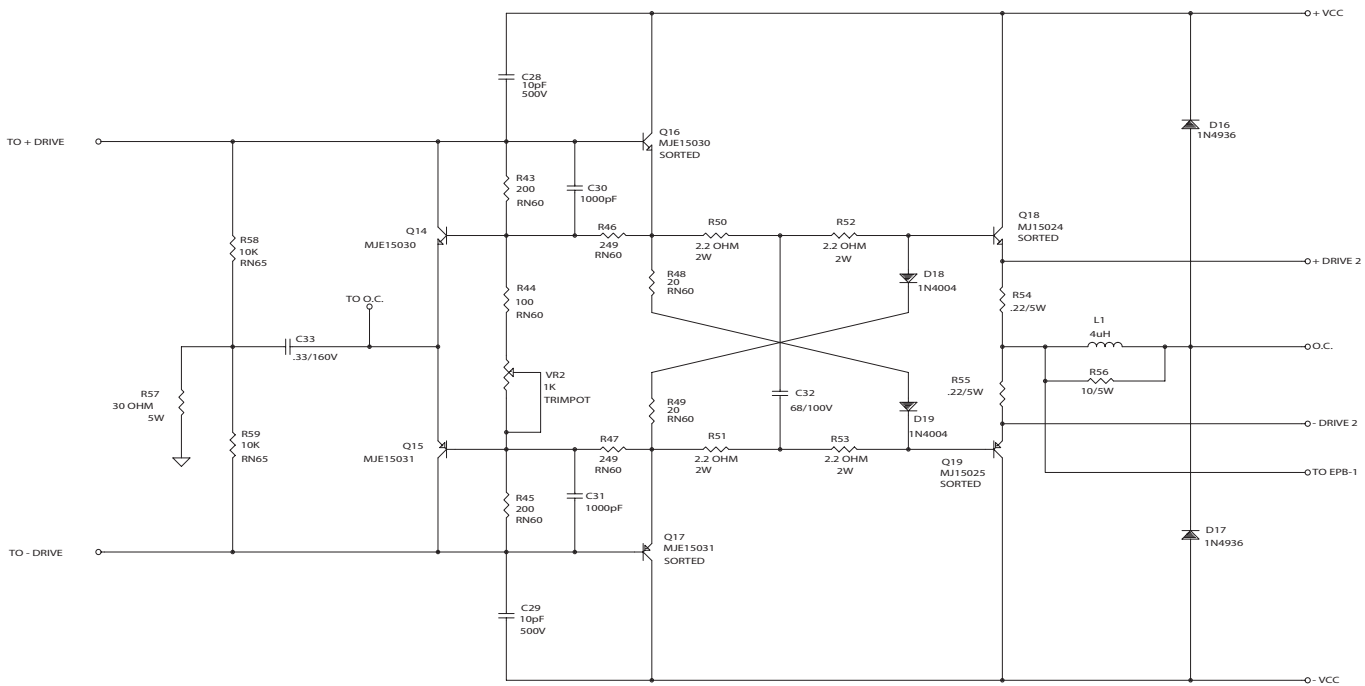 + VCC
C28
10pF
500V
D16
1N4936
TO + DRIVE
Q16
MJE15030
SORTED
R43
200
RN60
C30
1000pF
Q14
MJE15030
R46
249
RN60
R50
2.2 OHM
2W
R52
2.2 OHM
2W
Q18
MJ15024
SORTED
R58
10K
RN65
+ DRIVE 2
R48
20
RN60
D18
1N4004
R44
100
RN60
R54
.22/5W
TO O.C.
L1
4uH
C33
.33/160V
O.C.
R56
10/5W
VR2
1K
TRIMPOT
R57
30 OHM
5W
C32
68/100V
R55
.22/5W
R49
20
RN60
D19
1N4004
- DRIVE 2
R59
10K
RN65
Q15
MJE15031
R47
249
RN60
R51
2.2 OHM
2W
R53
2.2 OHM
2W
Q19
MJ15025
SORTED
TO EPB-1
R45
200
RN60
C31
1000pF
D17
1N4936
Q17
MJE15031
SORTED
TO - DRIVE
C29
10pF
500V
- VCC